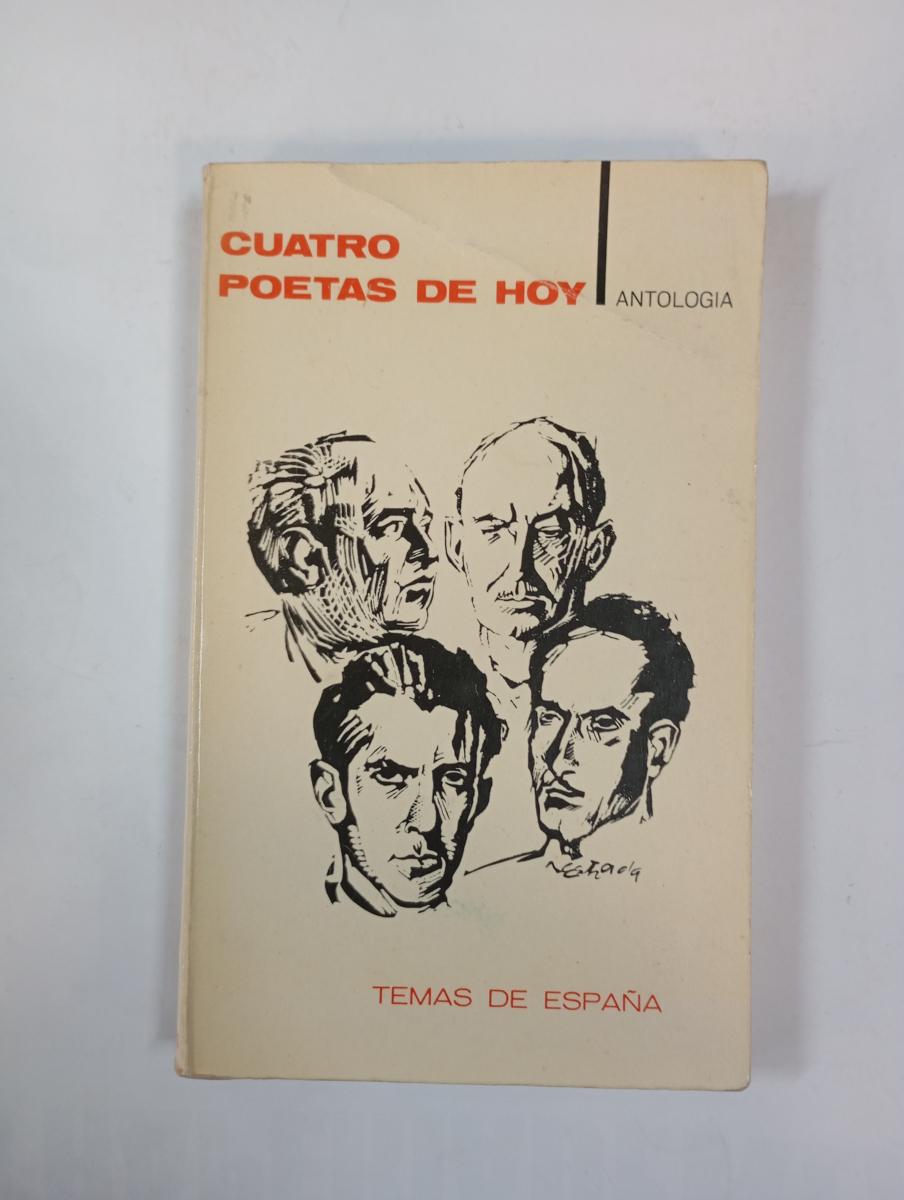 CUATRO
POETAS DE HOY
ANTOLOGIA
TEMAS DE ESPAÑA